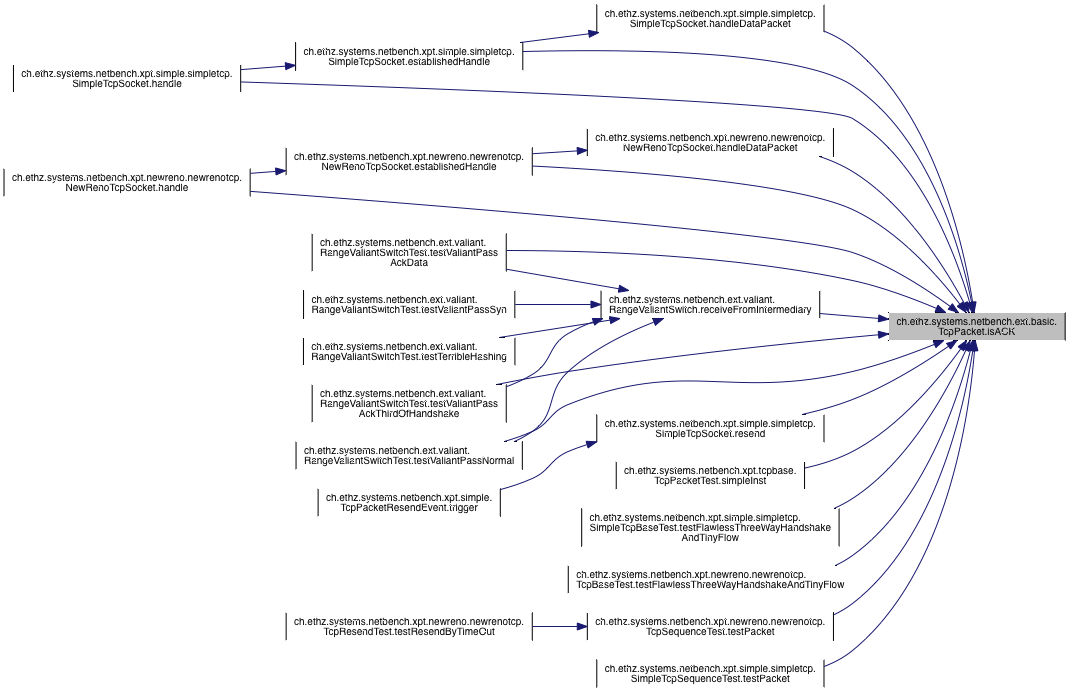 ch.ethz.systems.netbench.xpt.simple.simpletcp.
SimpleTcpSocket.handleDataPacket
ch.ethz.systems.netbench.xpt.simple.simpletcp.
SimpleTcpSocket.establishedHandle
ch.ethz.systems.netbench.xpt.simple.simpletcp.
SimpleTcpSocket.handle
ch.ethz.systems.netbench.xpt.newreno.newrenotcp.
NewRenoTcpSocket.handleDataPacket
ch.ethz.systems.netbench.xpt.newreno.newrenotcp.
NewRenoTcpSocket.establishedHandle
ch.ethz.systems.netbench.xpt.newreno.newrenotcp.
NewRenoTcpSocket.handle
ch.ethz.systems.netbench.ext.valiant.
RangeValiantSwitchTest.testValiantPass
AckData
ch.ethz.systems.netbench.ext.valiant.
RangeValiantSwitchTest.testValiantPassSyn
ch.ethz.systems.netbench.ext.valiant.
RangeValiantSwitch.receiveFromIntermediary
ch.ethz.systems.netbench.ext.basic.
TcpPacket.isACK
ch.ethz.systems.netbench.ext.valiant.
RangeValiantSwitchTest.testTerribleHashing
ch.ethz.systems.netbench.ext.valiant.
RangeValiantSwitchTest.testValiantPass
AckThirdOfHandshake
ch.ethz.systems.netbench.xpt.simple.simpletcp.
SimpleTcpSocket.resend
ch.ethz.systems.netbench.ext.valiant.
RangeValiantSwitchTest.testValiantPassNormal
ch.ethz.systems.netbench.xpt.tcpbase.
TcpPacketTest.simpleInst
ch.ethz.systems.netbench.xpt.simple.
TcpPacketResendEvent.trigger
ch.ethz.systems.netbench.xpt.simple.simpletcp.
SimpleTcpBaseTest.testFlawlessThreeWayHandshake
AndTinyFlow
ch.ethz.systems.netbench.xpt.newreno.newrenotcp.
TcpBaseTest.testFlawlessThreeWayHandshakeAndTinyFlow
ch.ethz.systems.netbench.xpt.newreno.newrenotcp.
TcpResendTest.testResendByTimeOut
ch.ethz.systems.netbench.xpt.newreno.newrenotcp.
TcpSequenceTest.testPacket
ch.ethz.systems.netbench.xpt.simple.simpletcp.
SimpleTcpSequenceTest.testPacket